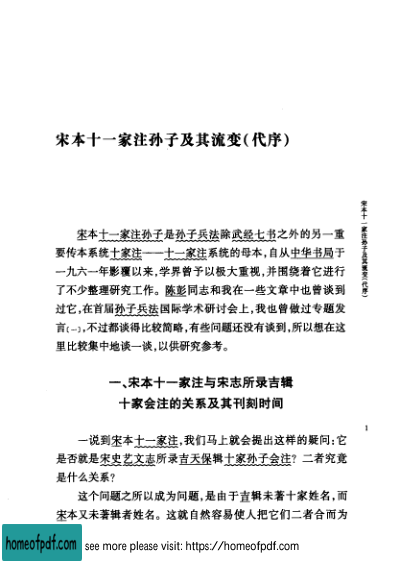 宋本十一家注孙子及其流变(代序)
宋本十一家注孙子是孙子兵法除武经七书之外的另一重
要传本系统十家注——十一家注系统的母本,自从中华书局于
一九六一年影覆以来,学界曾予以极大重视,并围绕着它进行
了不少整理研究工作。陈彭同志和我在一些文章中也曾谈到
过它,在首届孙子兵法国际学术研讨会上,我也曾做过专题发
言(一),不过都谈得比较简略,有些问题还没有谈到,所以想在这
里比较集中地谈一谈,以供研究参考。
一、宋本十一家注与宋志所录吉辑
十家会注的关系及其刊刻时间
一说到宋本十一家注,我们马上就会提出这样的疑问:它
是否就是宋史艺文志所录吉天保辑十家孙子会注?二者究竟
是什么关系?
这个问题之所以成为问题,是由于吉辑未著十家姓名,而
宋本又未著辑者姓名。这就自然容易使人把它们二者合而为
宋本十一家注孙子及其流变(代序)
1
homeofpdf.com
see more please visit: https://homeofpdf.com